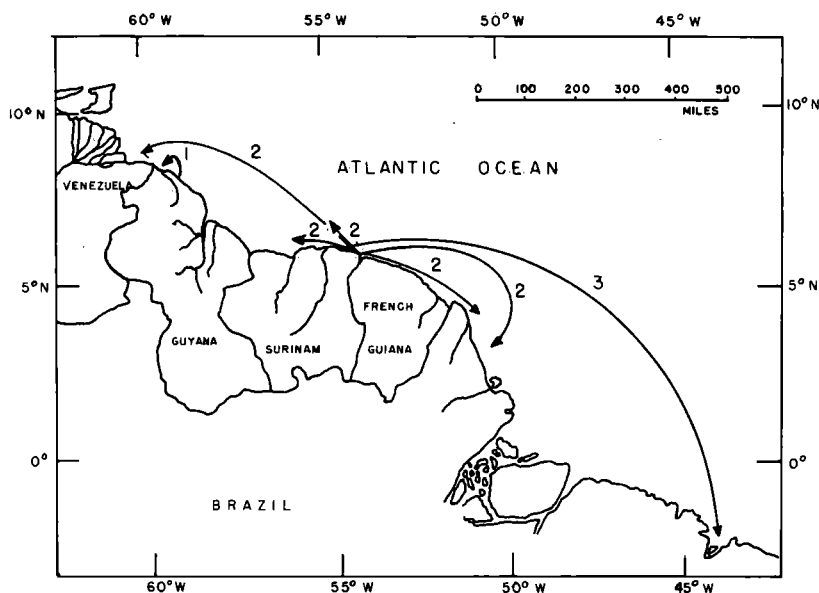 60° W 55° W 50° W 45° W
0 100 200 300 400 500
MILES
10° N 10° N
2
1
ATLANTIC OCEAN
VENEZUELA
2 2
2
3
5° N 2 5° N
FRENCH
GUYANA SURINAM GUIANA
0° 0°
BRAZIL
60° W 55° W 50° W 45° W